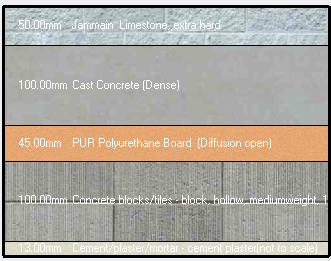 50.00mm Jammain Limestone, extra hard
100.00mm Cast Concrete (Dense)
45.00mm PUR Polyurethane Board (Diffusion open)
100.00mm Concrete blocks/tiles - block, hollow, mediumweight, 1
13.00mm Cement/plaster/mortar - cement plaster(not to scale)